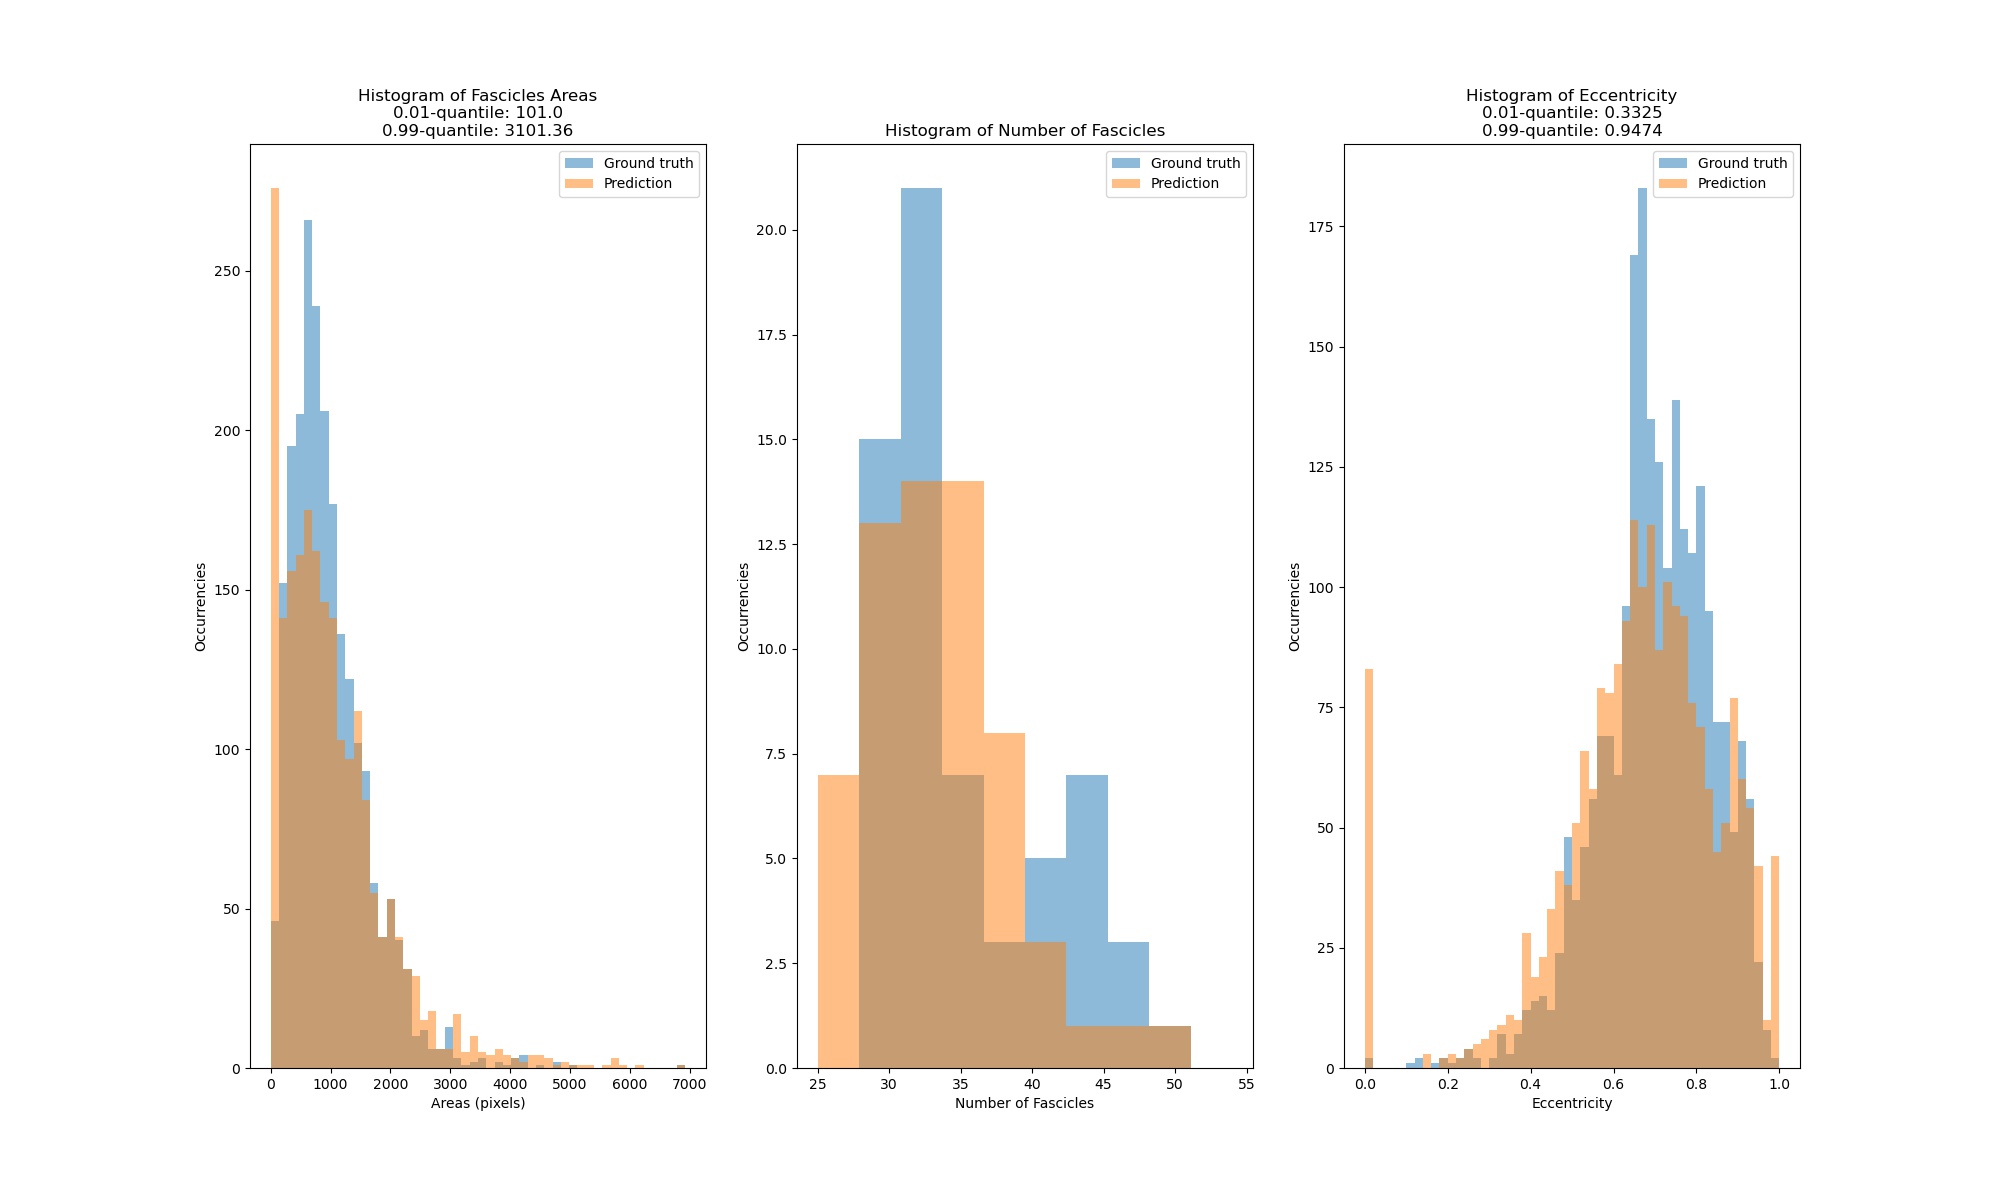 Histogram of Fascicles Areas
0.01-quantile: 101.0
0.99-quantile: 3101.36
Ground truth
Prediction
250
200
150
100
50
0
Occurrencies
0 1000 2000 3000 4000 5000 6000 7000
Areas (pixels)
Histogram of Number of Fascicles
Ground truth
Prediction
20.0
17.5
15.0
12.5
10.0
7.5
5.0
2.5
0.0
Occurrencies
25 30 35 40 45 50 55
Number of Fascicles
Histogram of Eccentricity
0.01-quantile: 0.3325
0.99-quantile: 0.9474
Ground truth
Prediction
175
150
125
100
75
50
25
0
Occurrencies
0.0 0.2 0.4 0.6 0.8 1.0
Eccentricity